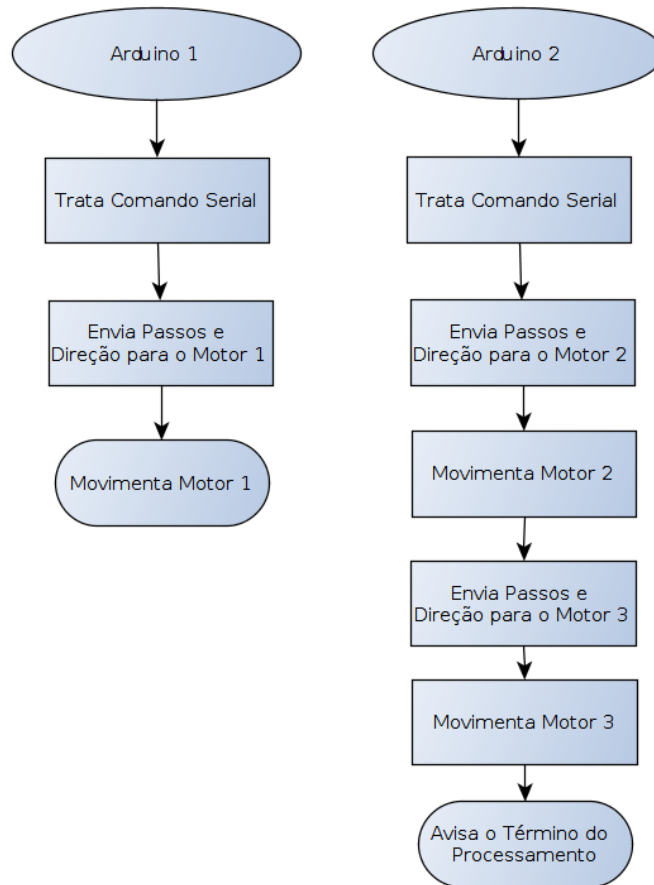 Arduino 1
Trata Comando Serial
Envia Passos e
Direção para o Motor 1
Movimenta Motor 1
Arduino 2
Trata Comando Serial
Envia Passos e
Direção para o Motor 2
Movimenta Motor 2
Envia Passos e
Direção para o Motor 3
Movimenta Motor 3
Avisa o Término do
Processamento